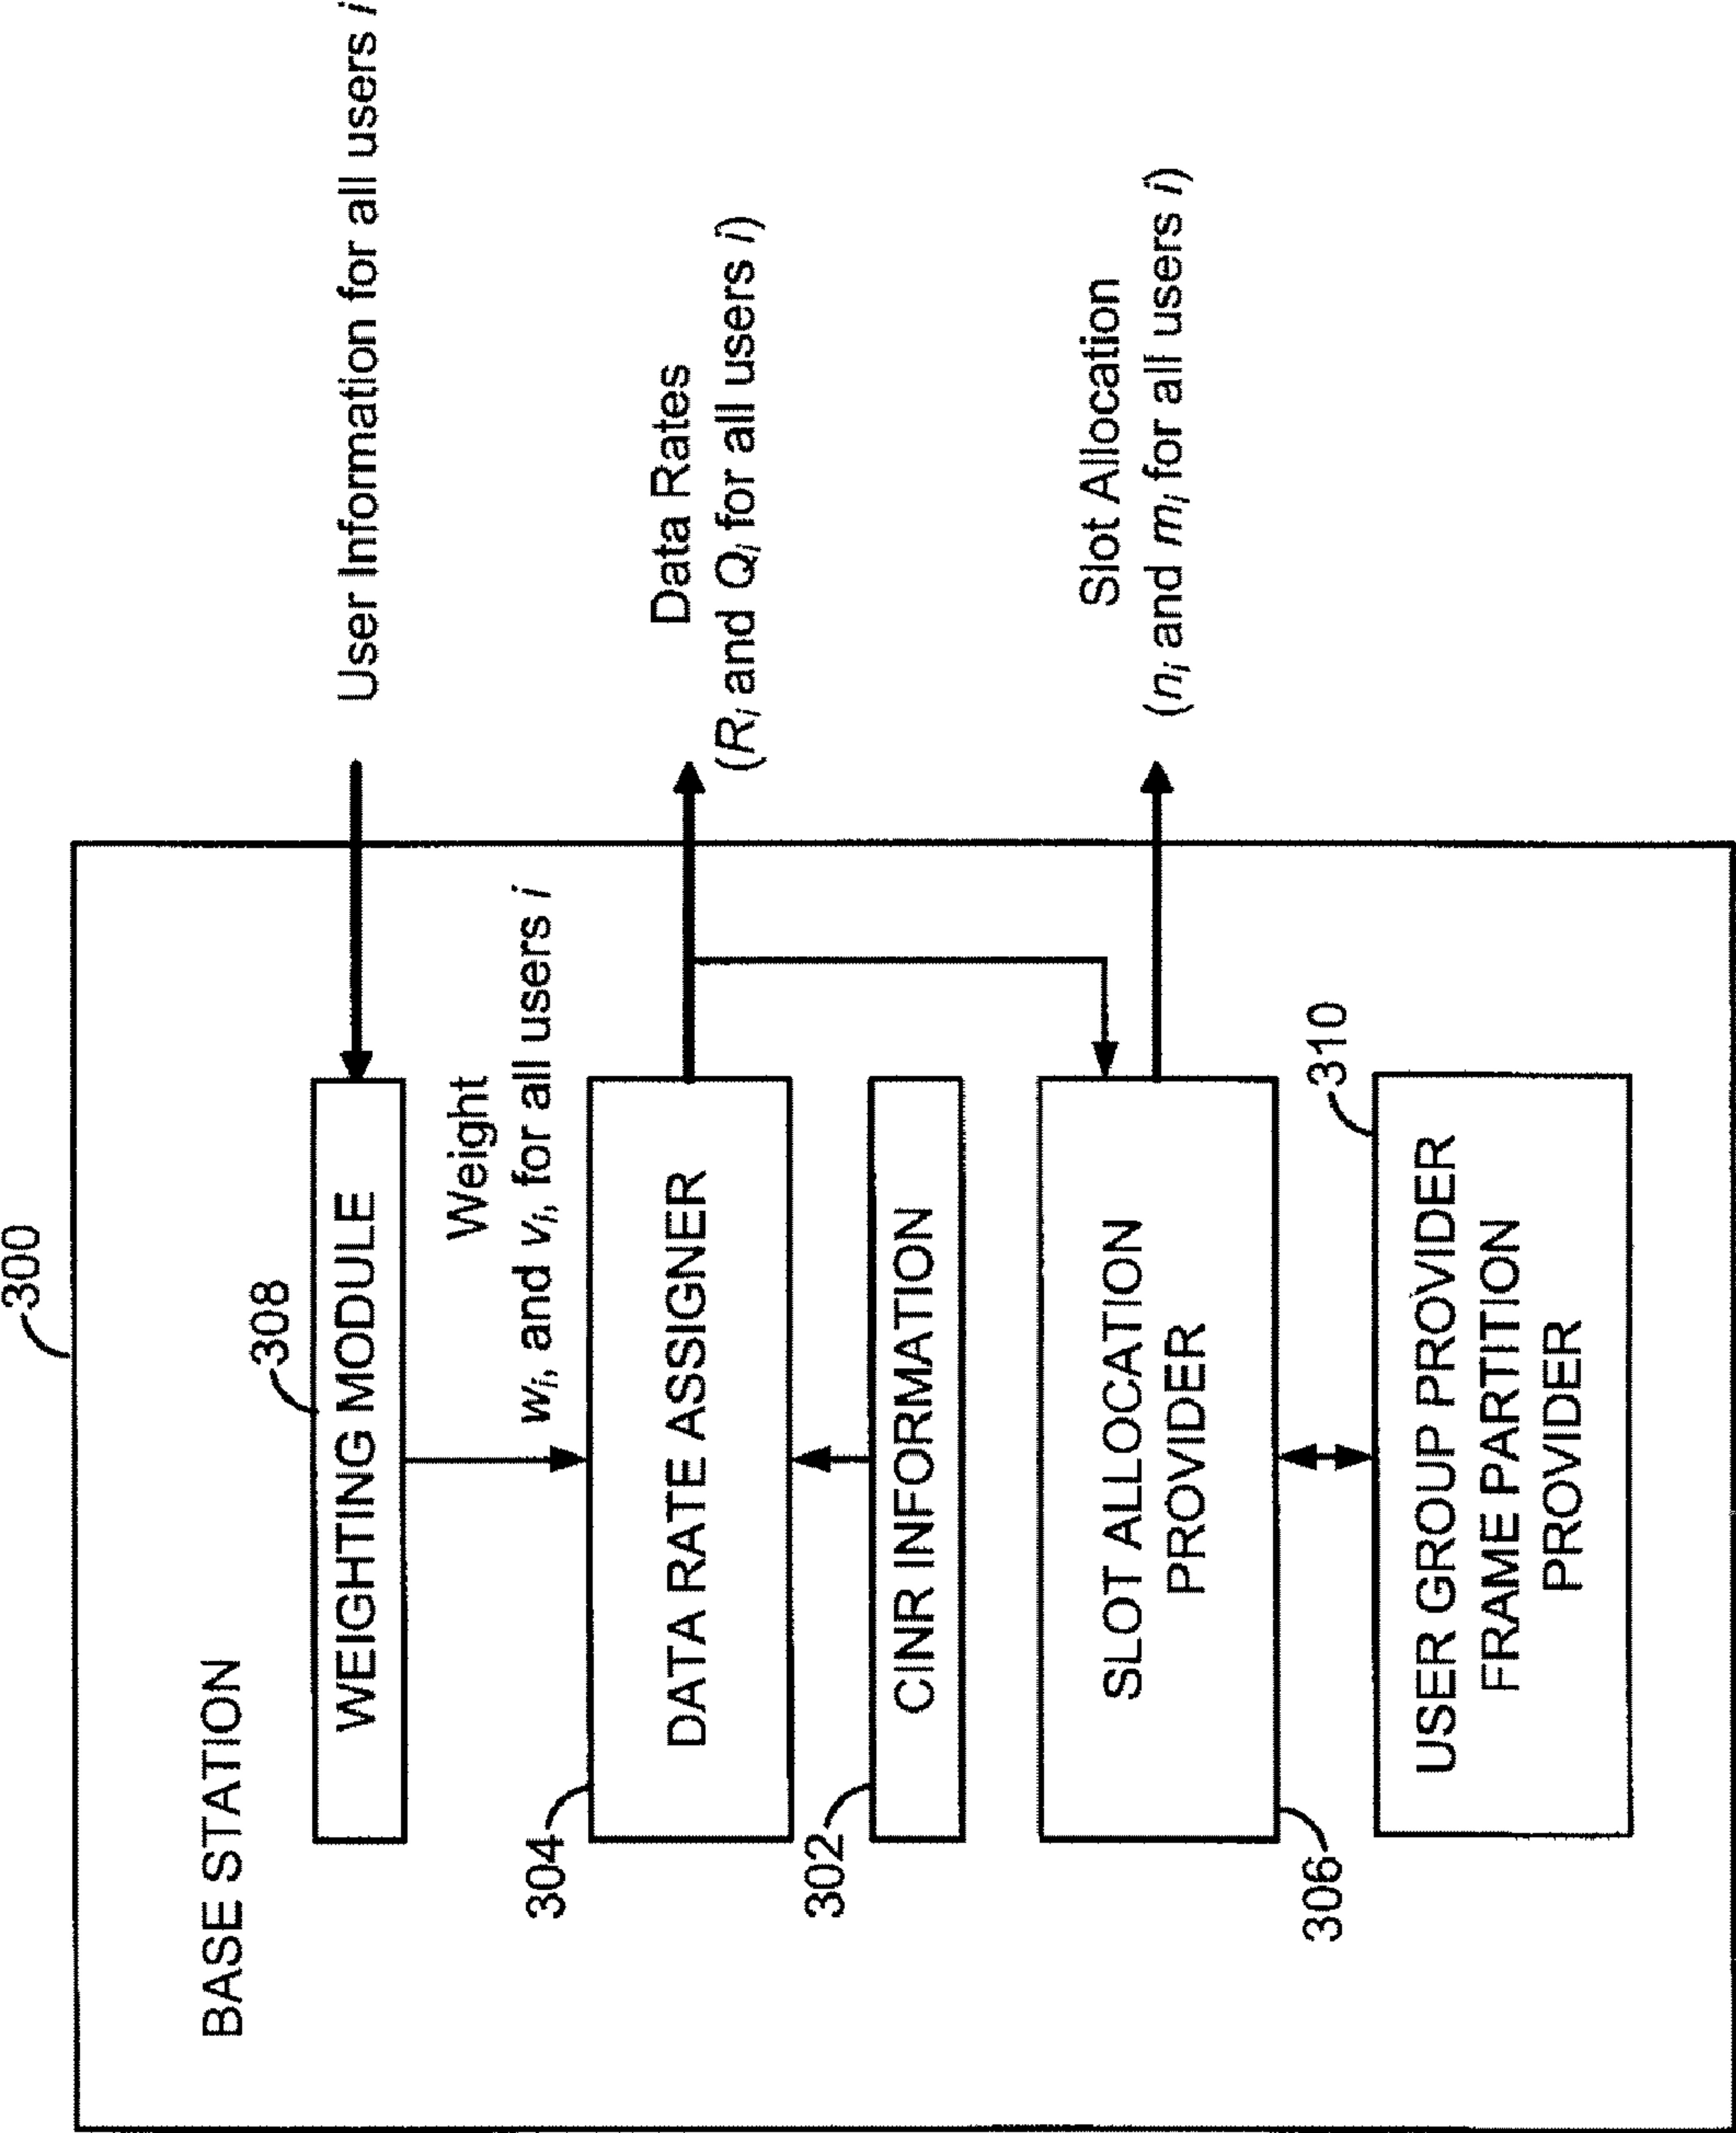 300
BASE STATION
308
WEIGHTING MODULE
User Information for all users i
Weight
wᵢ, and vᵢ, for all users i
304
DATA RATE ASSIGNER
Data Rates
(Rᵢ and Qᵢ for all users i)
302
CINR INFORMATION
306
SLOT ALLOCATION
PROVIDER
Slot Allocation
(nᵢ and mᵢ for all users i)
310
USER GROUP PROVIDER
FRAME PARTITION
PROVIDER